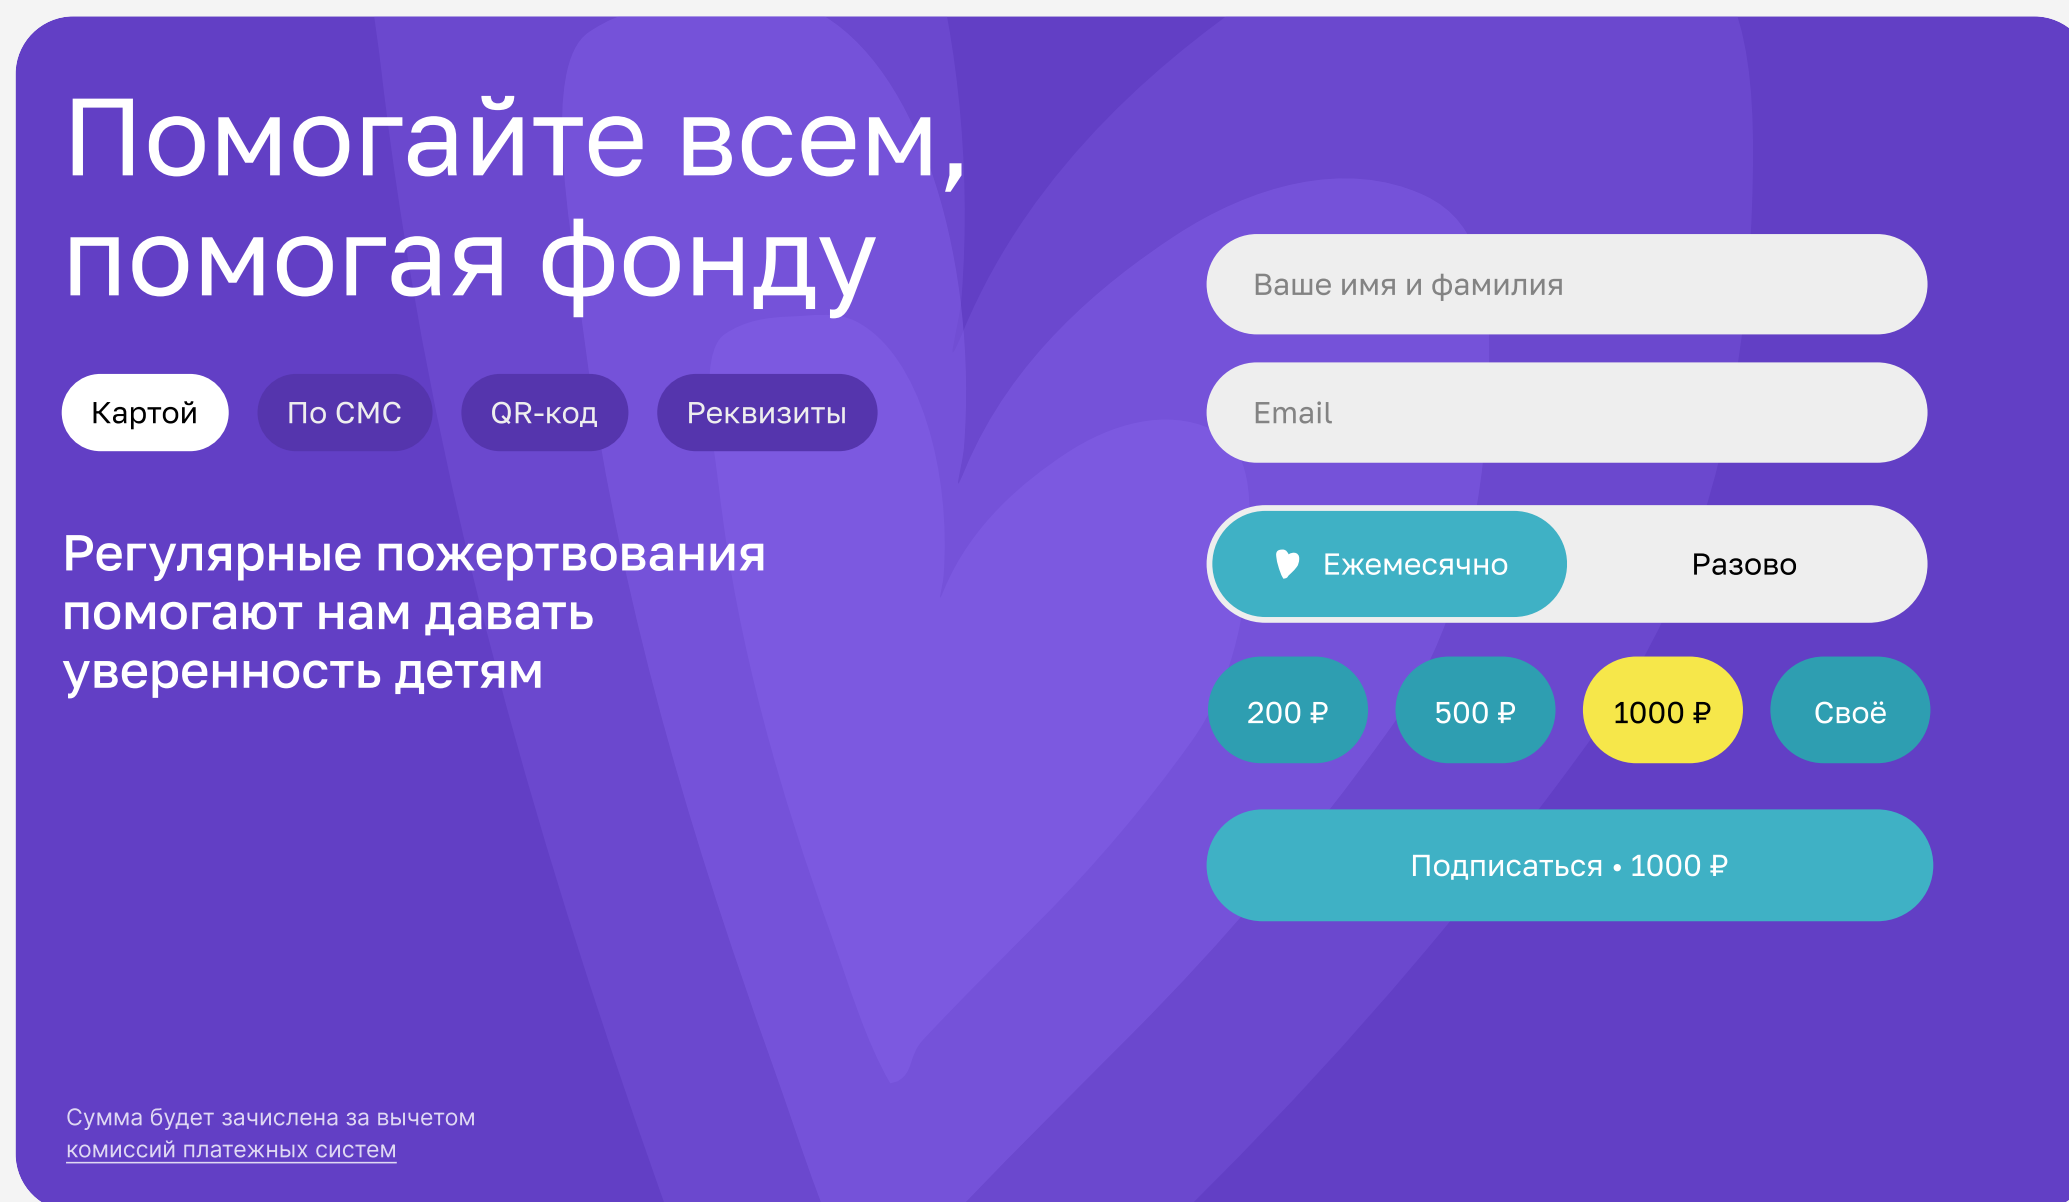 Помогайте всем,
помогая фонду
Картой
По СМС
QR-код
Реквизиты
Регулярные пожертвования
помогают нам давать
уверенность детям
Сумма будет зачислена за вычетом
комиссий платежных систем
Ваше имя и фамилия
Email
Ежемесячно
Разово
200 ₽
500 ₽
1000 ₽
Своё
Подписаться • 1000 ₽